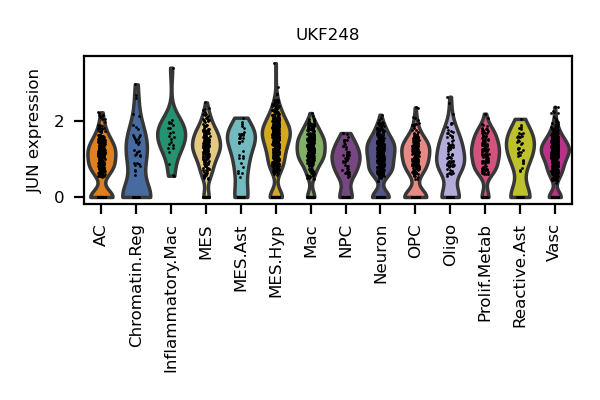 UKF248
JUN expression
2
0
AC
Chromatin.Reg
Inflammatory.Mac
MES
MES.Ast
MES.Hyp
Mac
NPC
Neuron
OPC
Oligo
Prolif.Metab
Reactive.Ast
Vasc